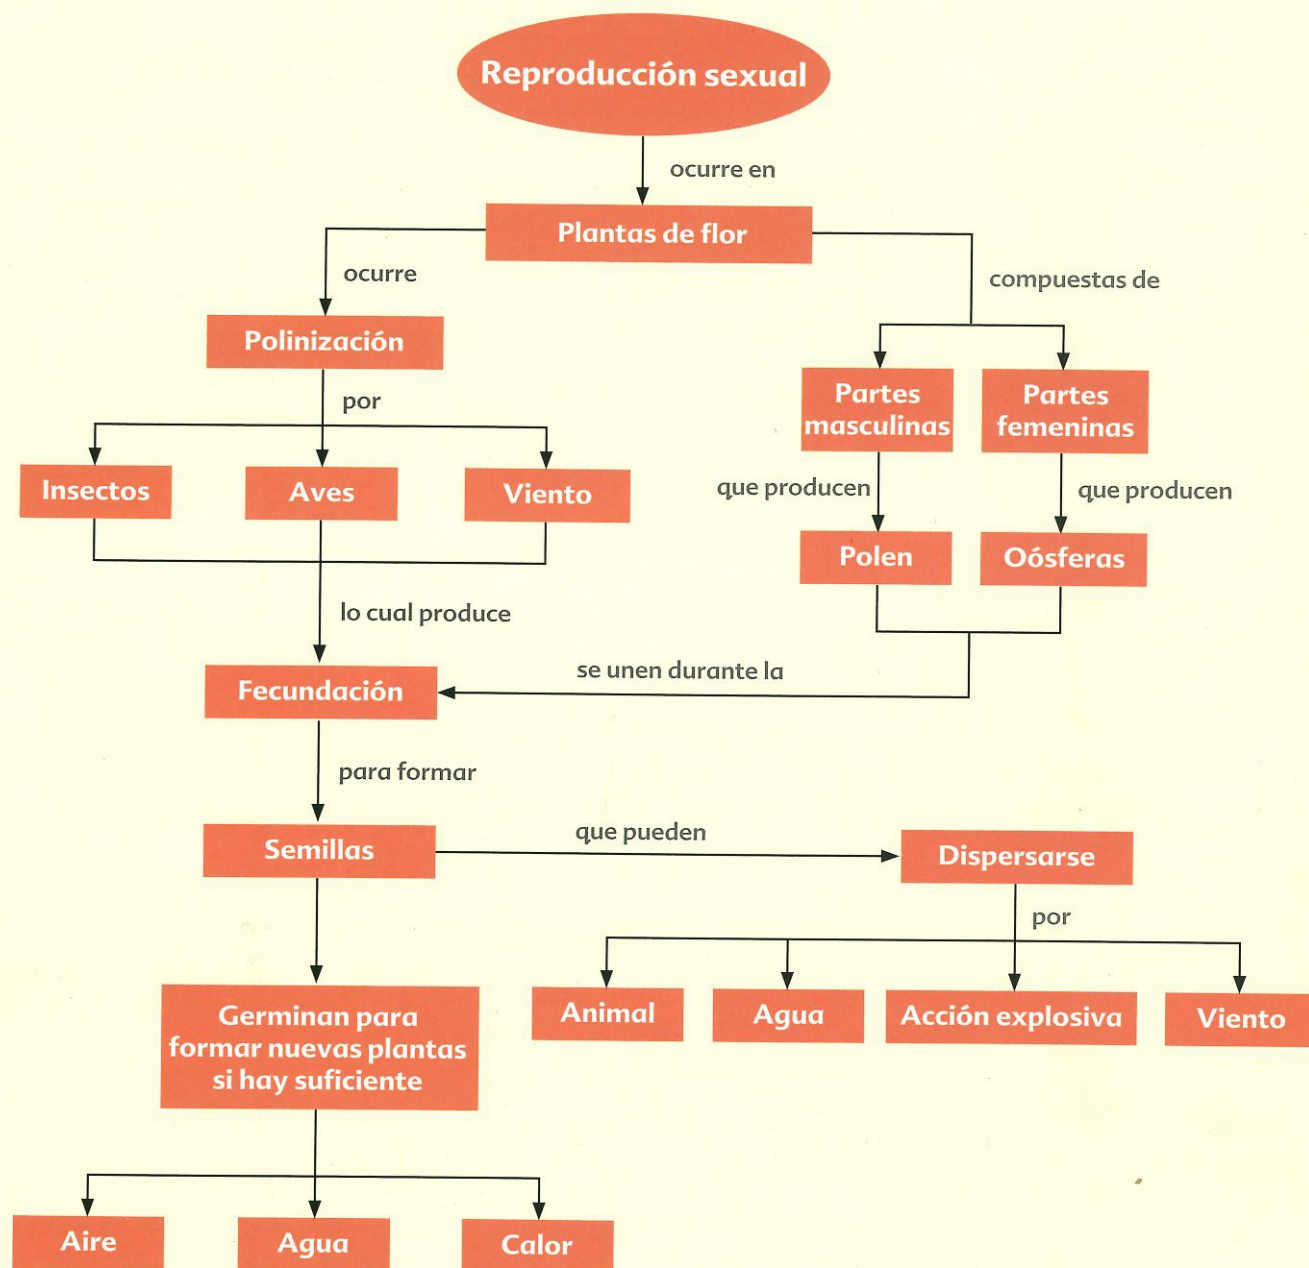 Reproducción sexual
ocurre en
Plantas de flor
ocurre
compuestas de
Polinización
por
Partes
masculinas
Partes
femeninas
Insectos
Aves
Viento
que producen
que producen
Polen
Oósferas
lo cual produce
se unen durante la
Fecundación
para formar
Semillas
que pueden
Dispersarse
por
Animal
Agua
Acción explosiva
Viento
Germinan para
formar nuevas plantas
si hay suficiente
Aire
Agua
Calor